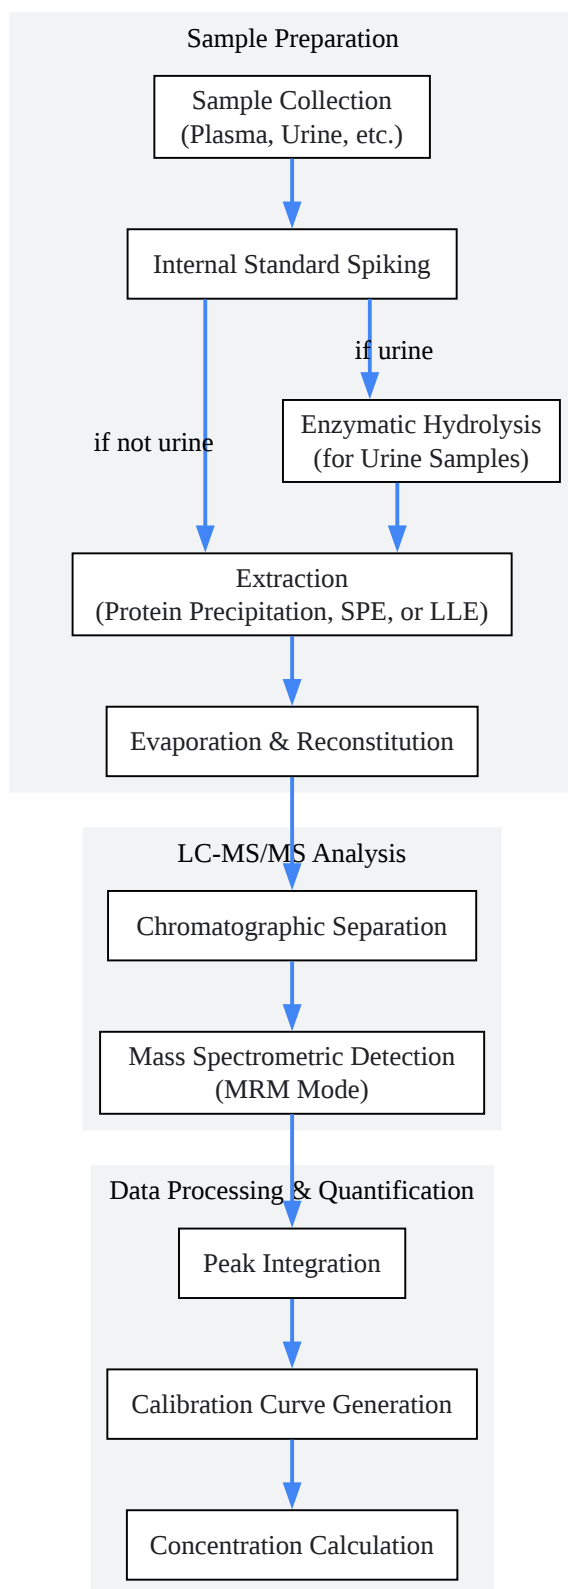 Sample Preparation
Sample Collection
(Plasma, Urine, etc.)
Internal Standard Spiking
if urine
Enzymatic Hydrolysis
(for Urine Samples)
if not urine
Extraction
(Protein Precipitation, SPE, or LLE)
Evaporation & Reconstitution
LC-MS/MS Analysis
Chromatographic Separation
Mass Spectrometric Detection
(MRM Mode)
Data Processing & Quantification
Peak Integration
Calibration Curve Generation
Concentration Calculation